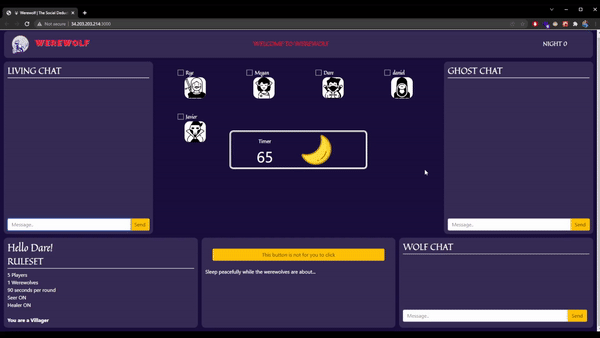 Werewolf | The Social Deduc
Not secure
34.203.203.214:3000
WEREWOLF
WELCOME TO WEREWOLF
NIGHT 0
LIVING CHAT
Rye
Megan
Dare
daniel
Javier
Timer
65
Message..
Send
GHOST CHAT
Message..
Send
Hello Dare!
RULESET
5 Players
1 Werewolves
90 seconds per round
Seer ON
Healer ON
You are a Villager
This button is not for you to click
Sleep peacefully while the werewolves are about...
WOLF CHAT
Message..
Send